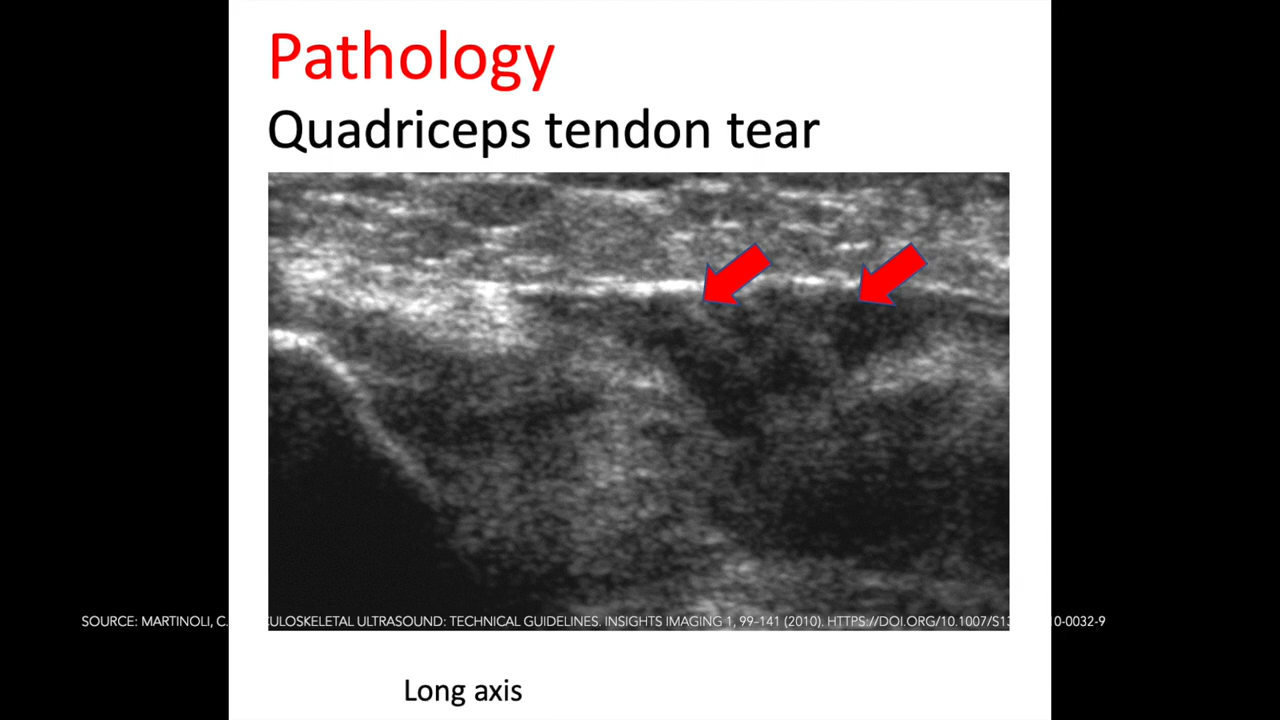 Pathology
Quadriceps tendon tear
SOURCE: MARTINOLI, C. ULOSKELETAL ULTRASOUND: TECHNICAL GUIDELINES. INSIGHTS IMAGING 1, 99–141 (2010). HTTPS://DOI.ORG/10.1007/S1 0-0032-9
Long axis